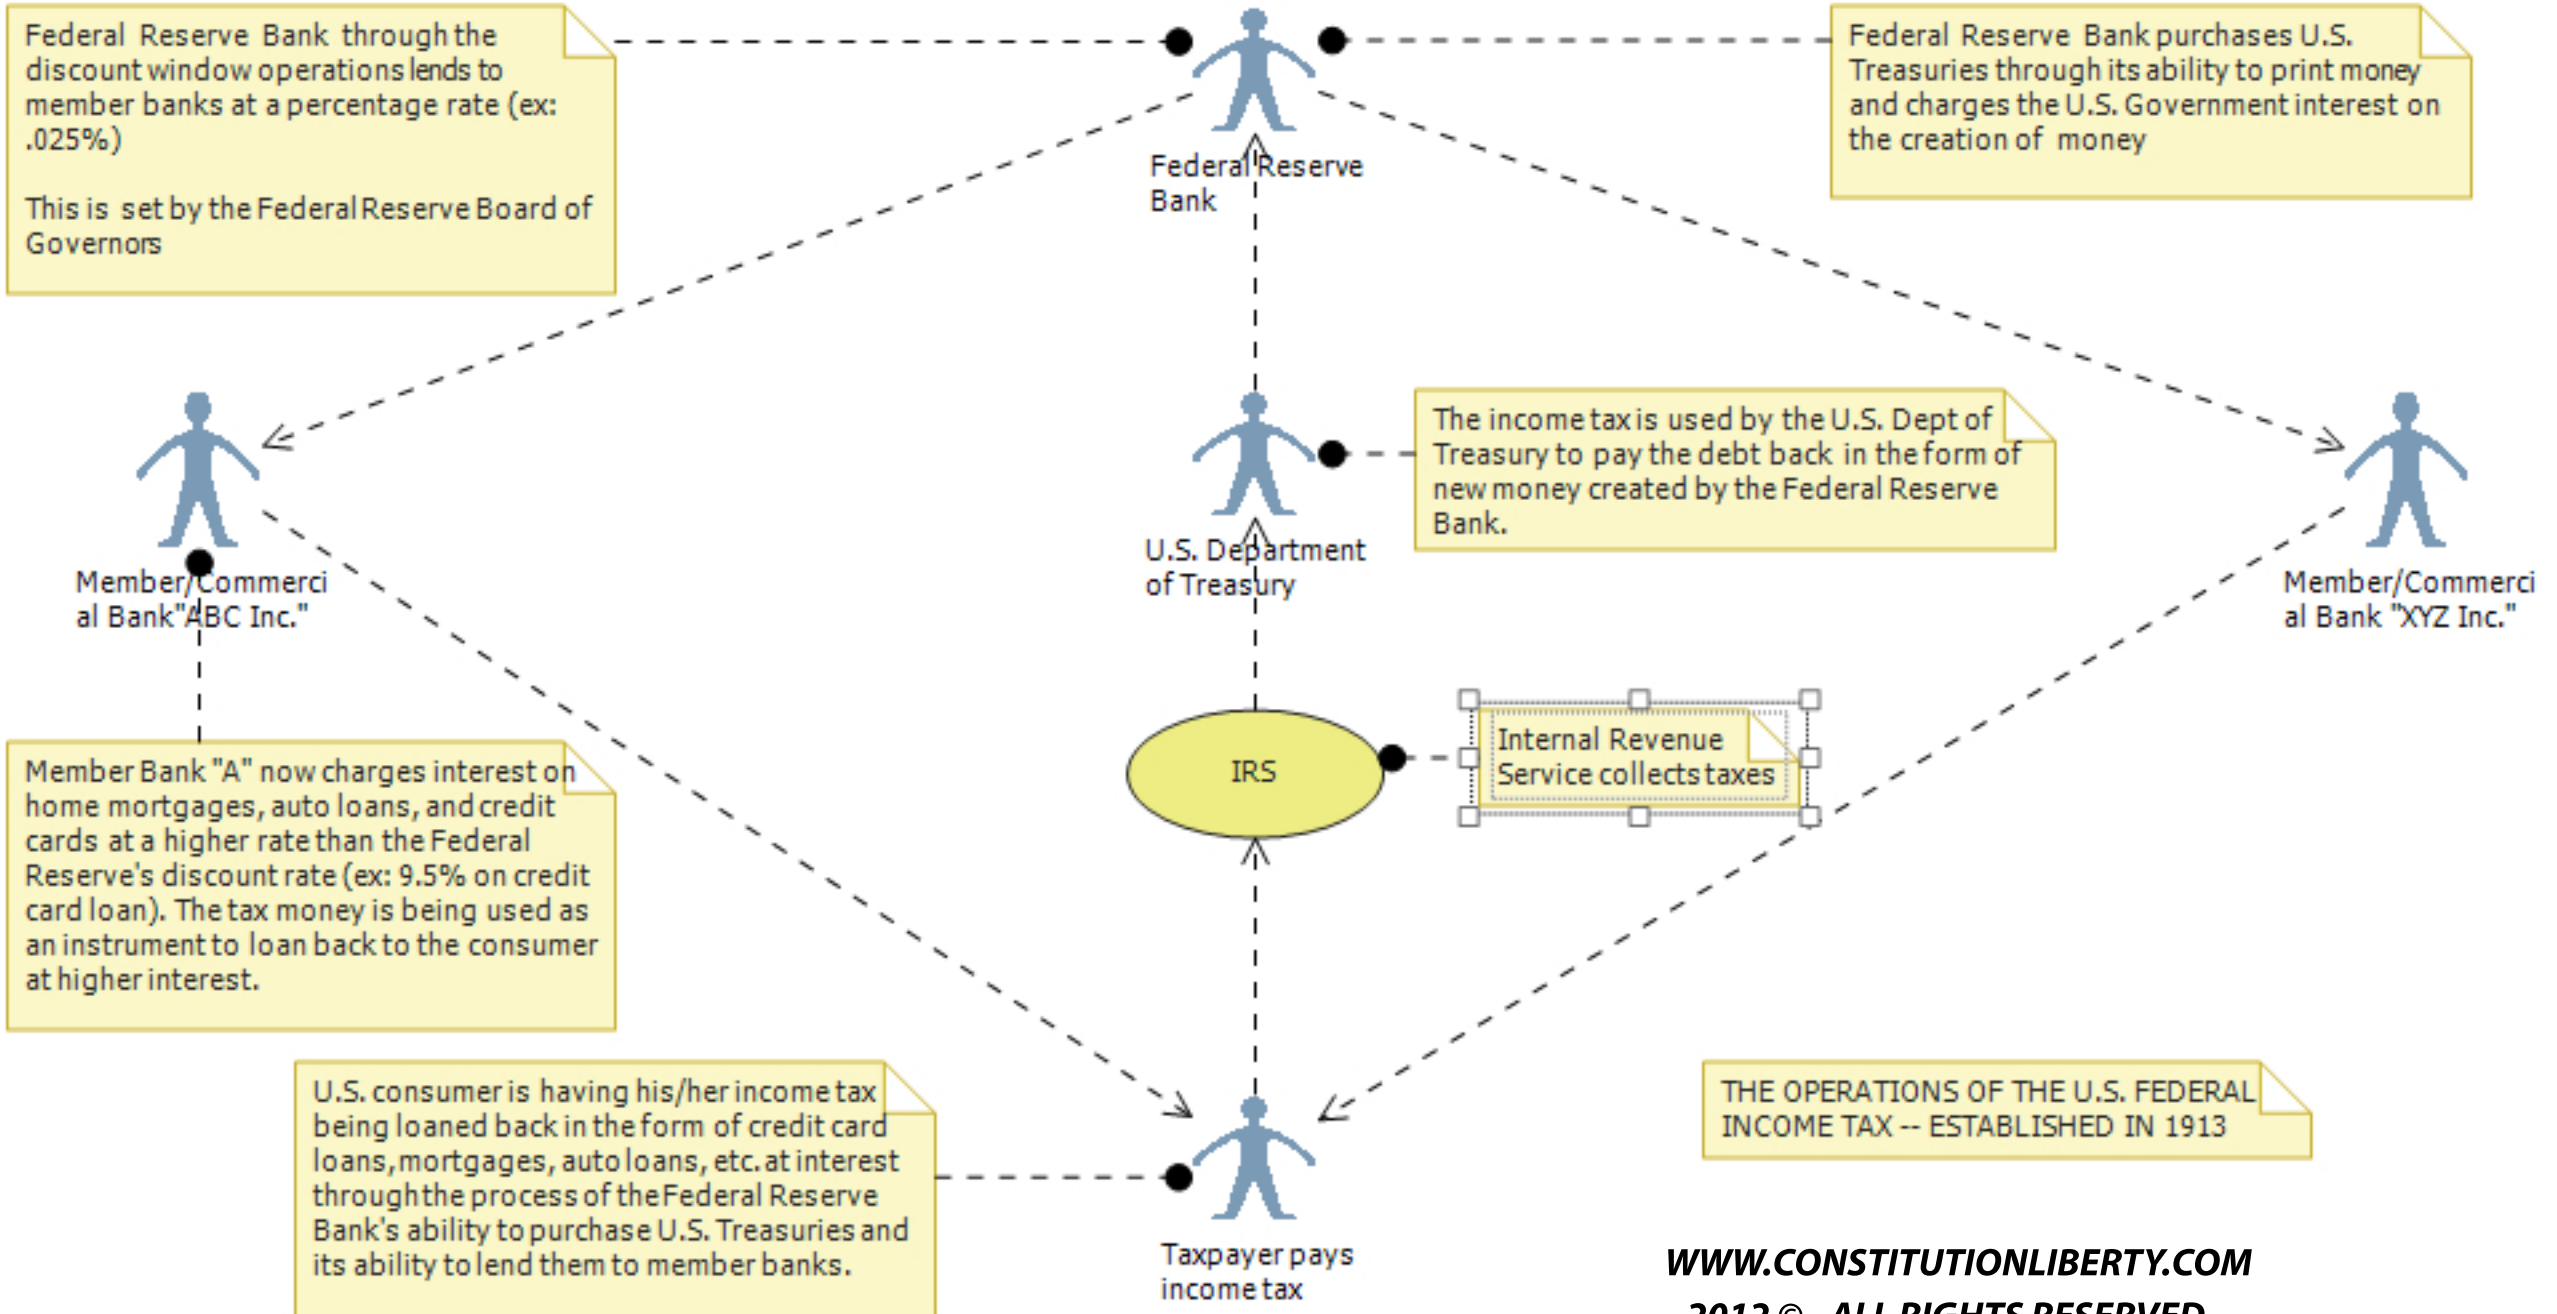 Federal Reserve Bank through the
discount window operations lends to
member banks at a percentage rate (ex:
.025%)
This is set by the Federal Reserve Board of
Governors
Federal Reserve
Bank
Federal Reserve Bank purchases U.S.
Treasuries through its ability to print money
and charges the U.S. Government interest on
the creation of money
Member/Commerci
al Bank"ABC Inc."
U.S. Department
of Treasury
The income tax is used by the U.S. Dept of
Treasury to pay the debt back in the form of
new money created by the Federal Reserve
Bank.
Member/Commerci
al Bank "XYZ Inc."
Member Bank "A" now charges interest on
home mortgages, auto loans, and credit
cards at a higher rate than the Federal
Reserve's discount rate (ex: 9.5% on credit
card loan). The tax money is being used as
an instrument to loan back to the consumer
at higher interest.
IRS
Internal Revenue
Service collects taxes
U.S. consumer is having his/her income tax
being loaned back in the form of credit card
loans, mortgages, auto loans, etc. at interest
through the process of the Federal Reserve
Bank's ability to purchase U.S. Treasuries and
its ability to lend them to member banks.
Taxpayer pays
income tax
THE OPERATIONS OF THE U.S. FEDERAL
INCOME TAX -- ESTABLISHED IN 1913
WWW.CONSTITUTIONLIBERTY.COM
2012 © ALL RIGHTS RESERVED